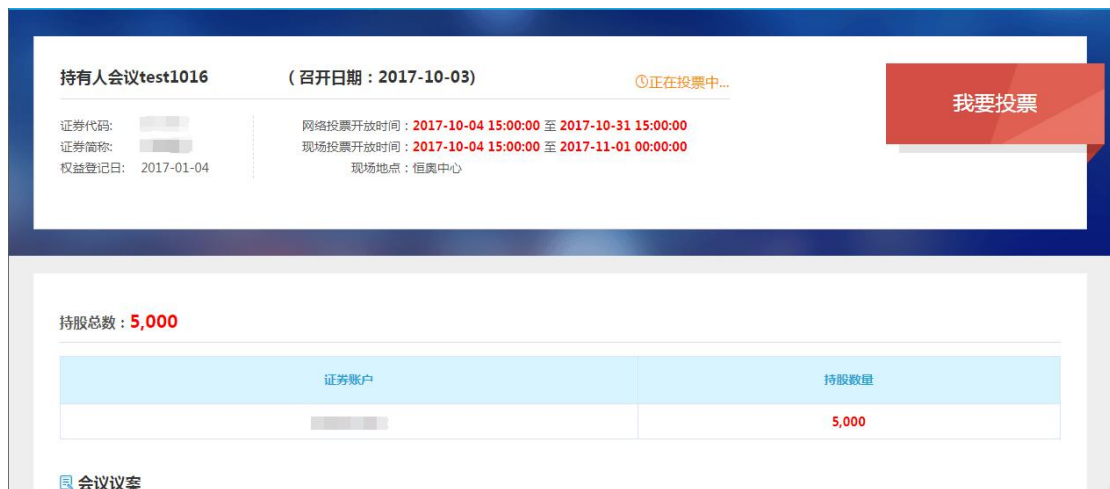 持有人会议test1016 (召开日期：2017-10-03) 正在投票中...
我要投票
证券代码: 网络投票开放时间：2017-10-04 15:00:00 至 2017-10-31 15:00:00
证券简称: 现场投票开放时间：2017-10-04 15:00:00 至 2017-11-01 00:00:00
权益登记日: 2017-01-04 现场地点：恒奥中心
持股总数：5,000
证券账户 持股数量
5,000
会议议案